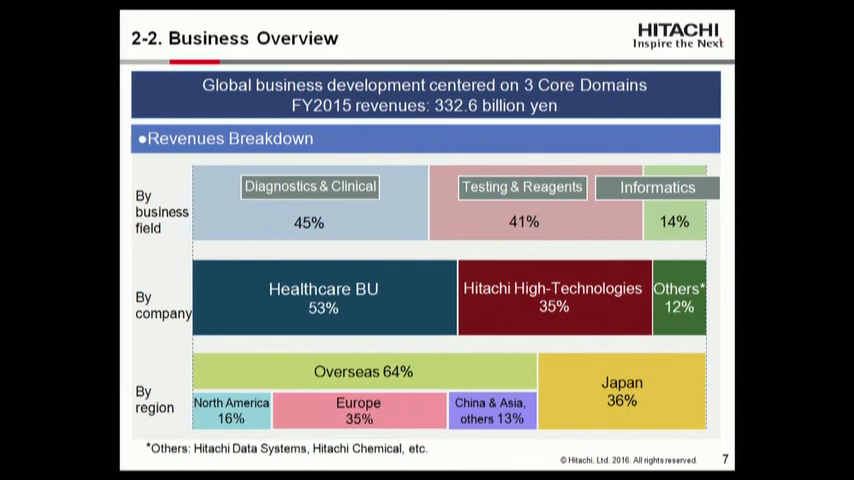 2-2. Business Overview
HITACHI
Inspire the Next
Global business development centered on 3 Core Domains
FY2015 revenues: 332.6 billion yen
●Revenues Breakdown
By
business
field
Diagnostics & Clinical
45%
Testing & Reagents
41%
Informatics
14%
By
company
Healthcare BU
53%
Hitachi High-Technologies
35%
Others*
12%
By
region
Overseas 64%
North America
16%
Europe
35%
China & Asia,
others 13%
Japan
36%
*Others: Hitachi Data Systems, Hitachi Chemical, etc.
© Hitachi, Ltd. 2016. All rights reserved.
7